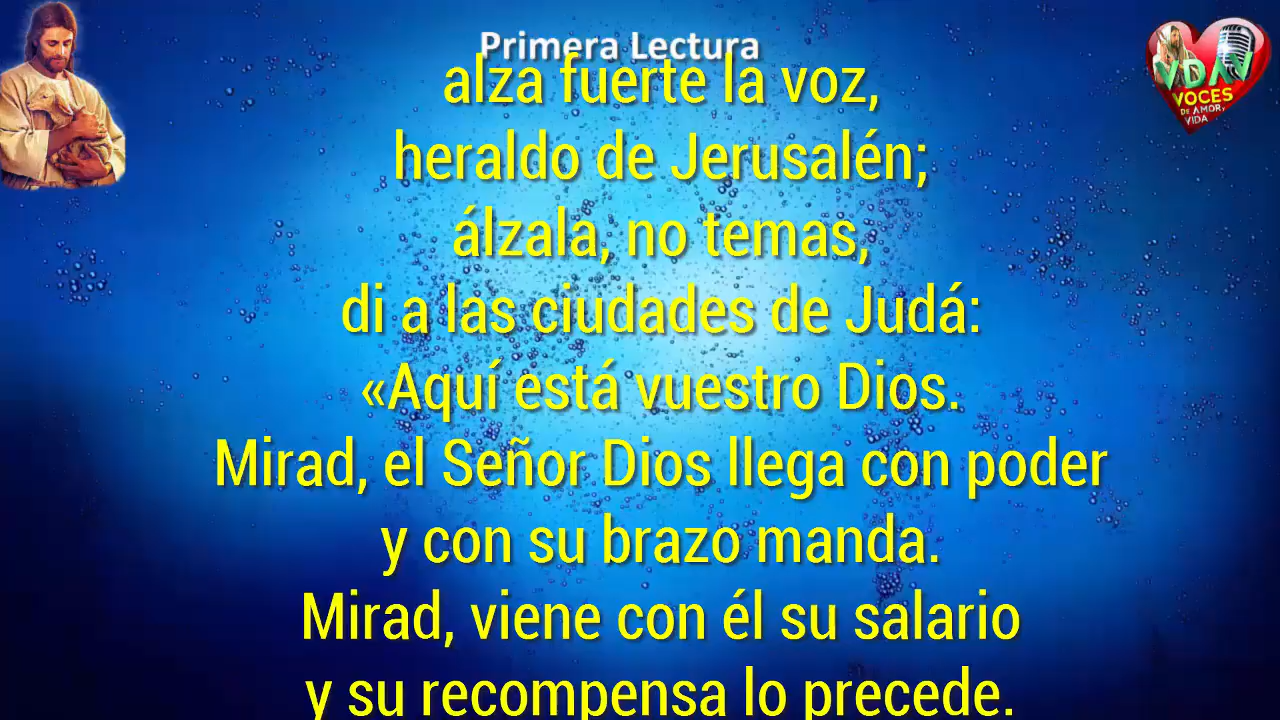 Primera Lectura
alza fuerte la voz,
heraldo de Jerusalén;
álzala, no temas,
di a las ciudades de Judá:
«Aquí está vuestro Dios.
Mirad, el Señor Dios llega con poder
y con su brazo manda.
Mirad, viene con él su salario
y su recompensa lo precede.
VDAV
VOCES
DE AMOR Y
VIDA